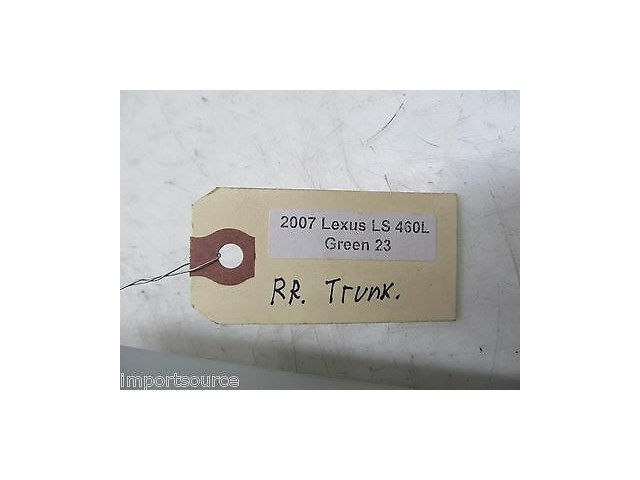 2007 Lexus LS 460L
Green 23
RR. Trunk.
importsource